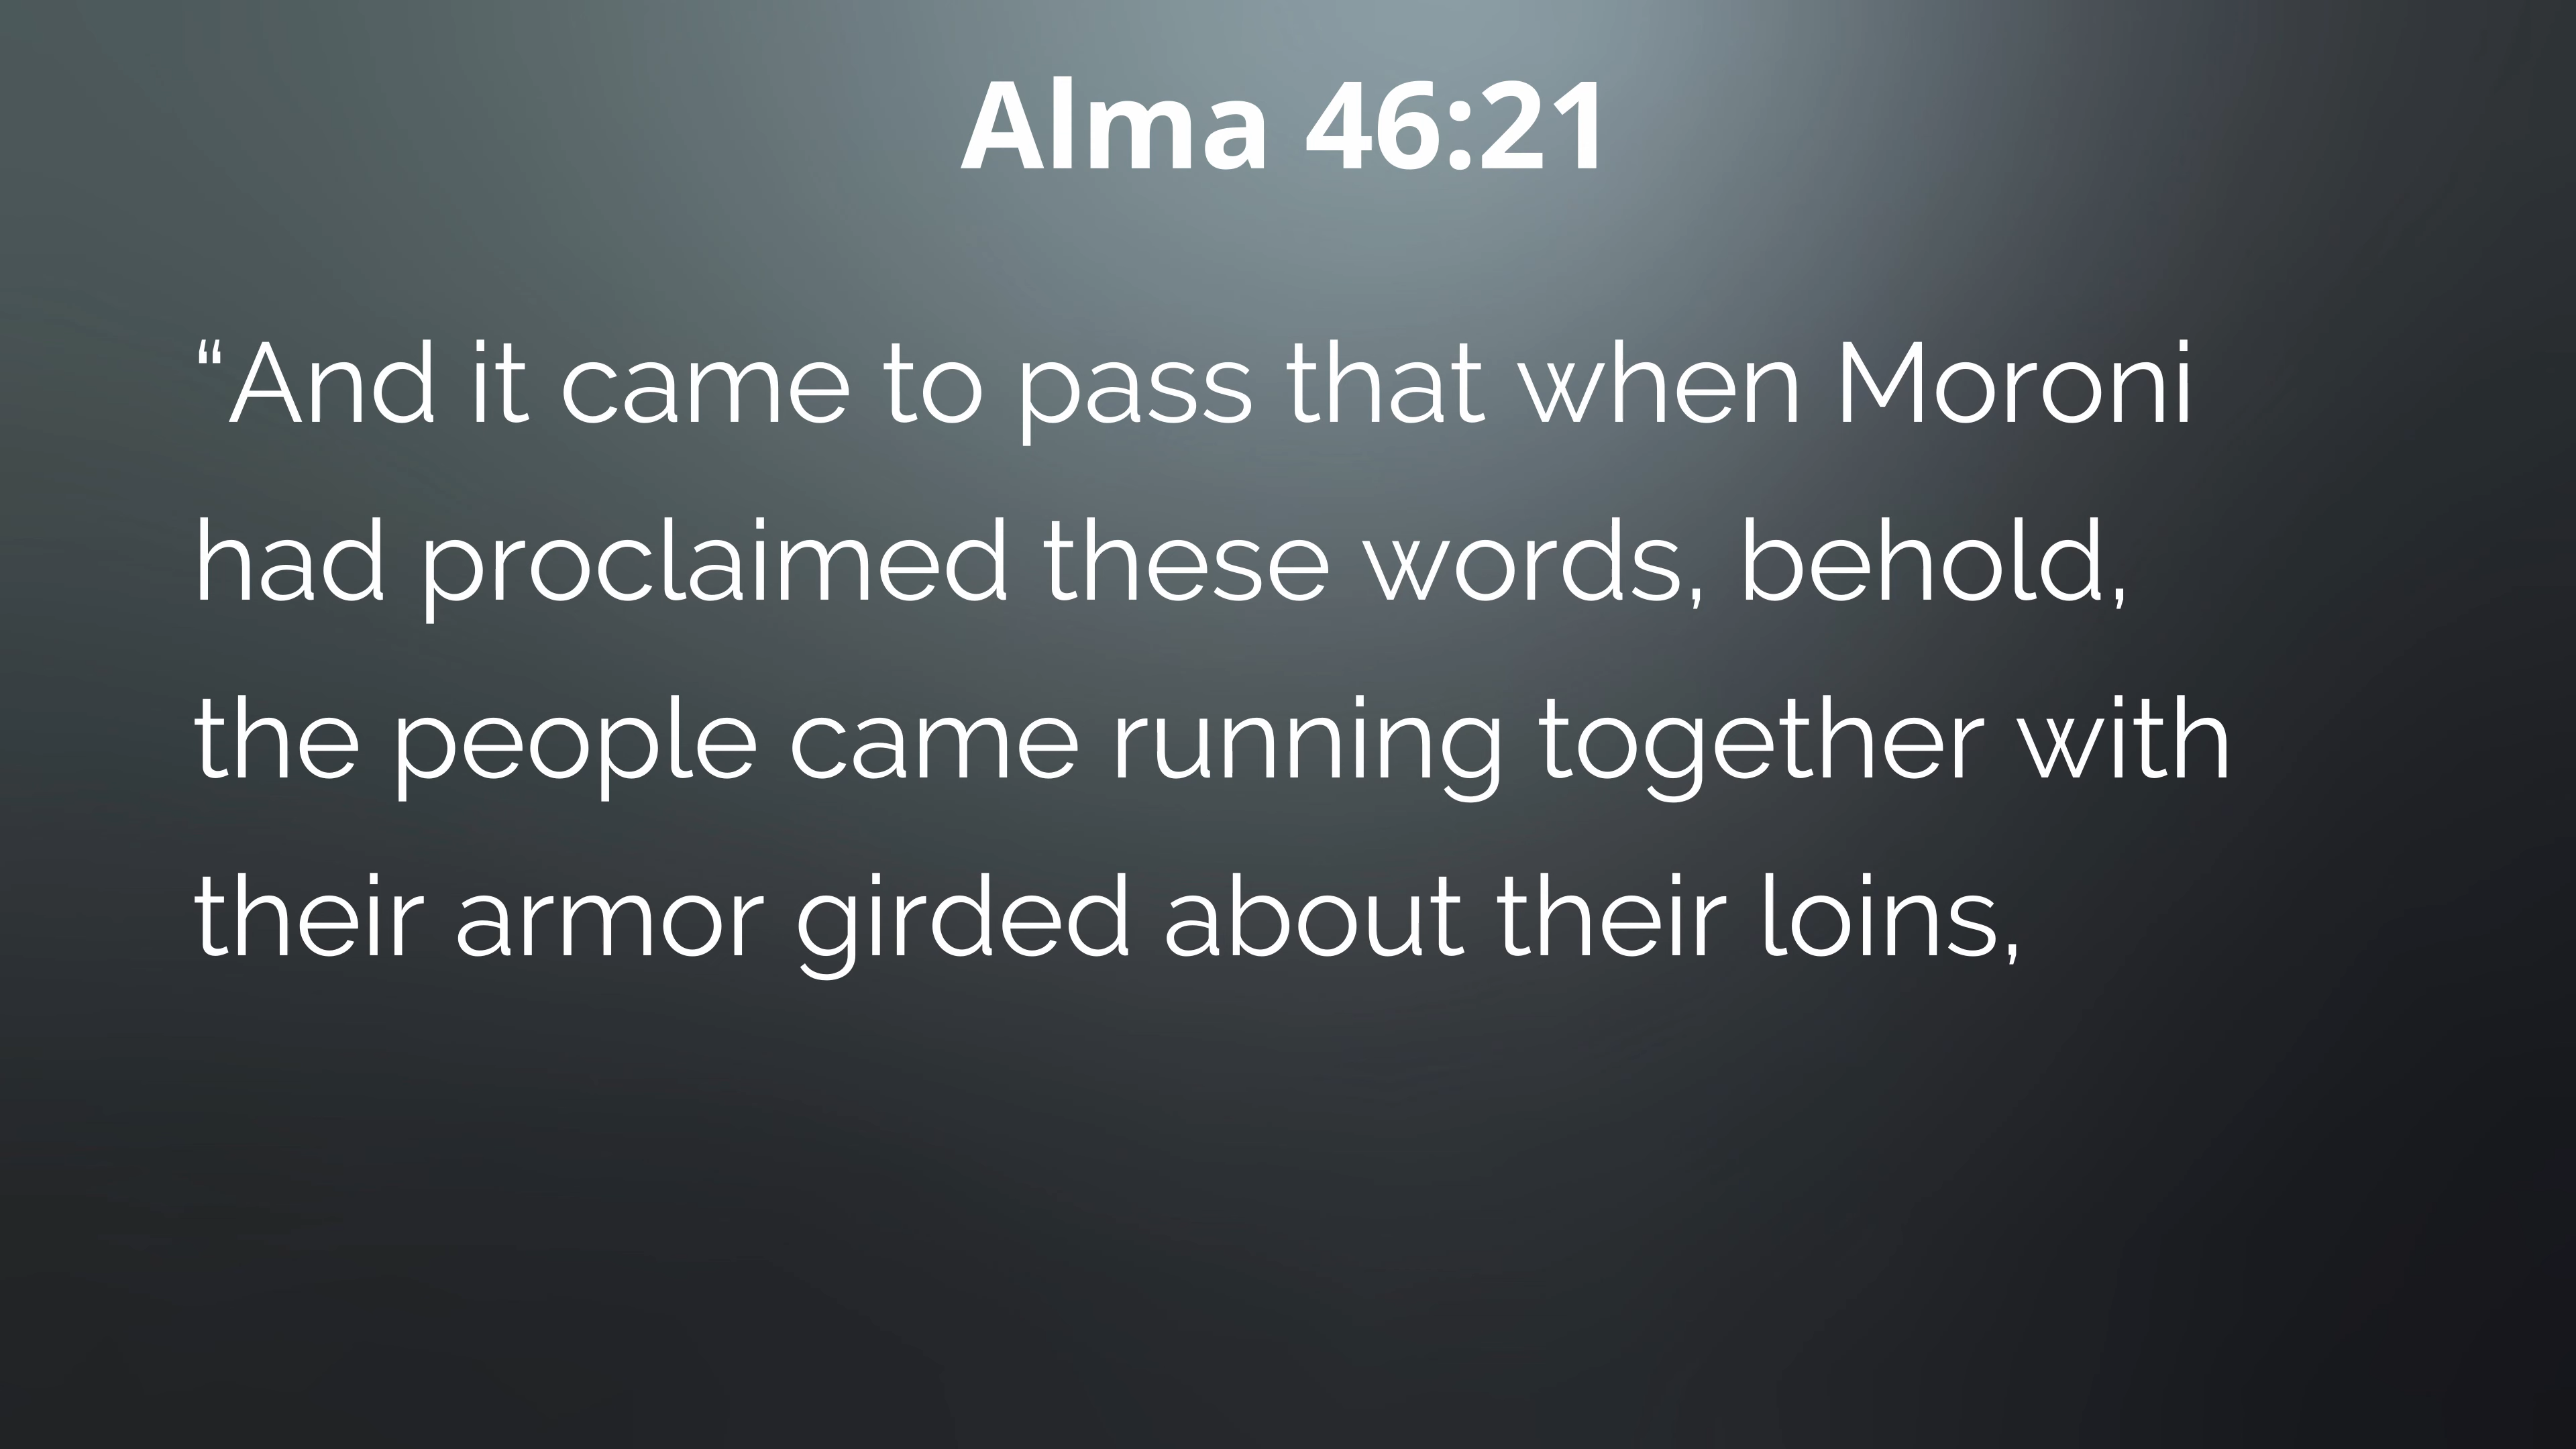 Alma 46:21
“And it came to pass that when Moroni
had proclaimed these words, behold,
the people came running together with
their armor girded about their loins,